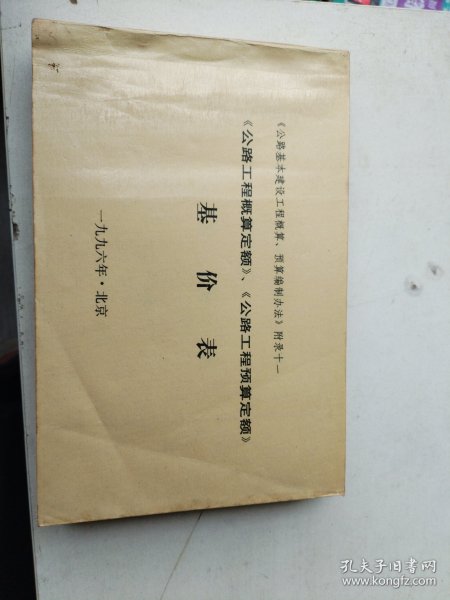 《公路基本建设工程概算、预算编制办法》附录十一
《公路工程概算定额》、《公路工程预算定额》
基价表
一九九六年·北京
孔夫子旧书网
www.kongfz.com